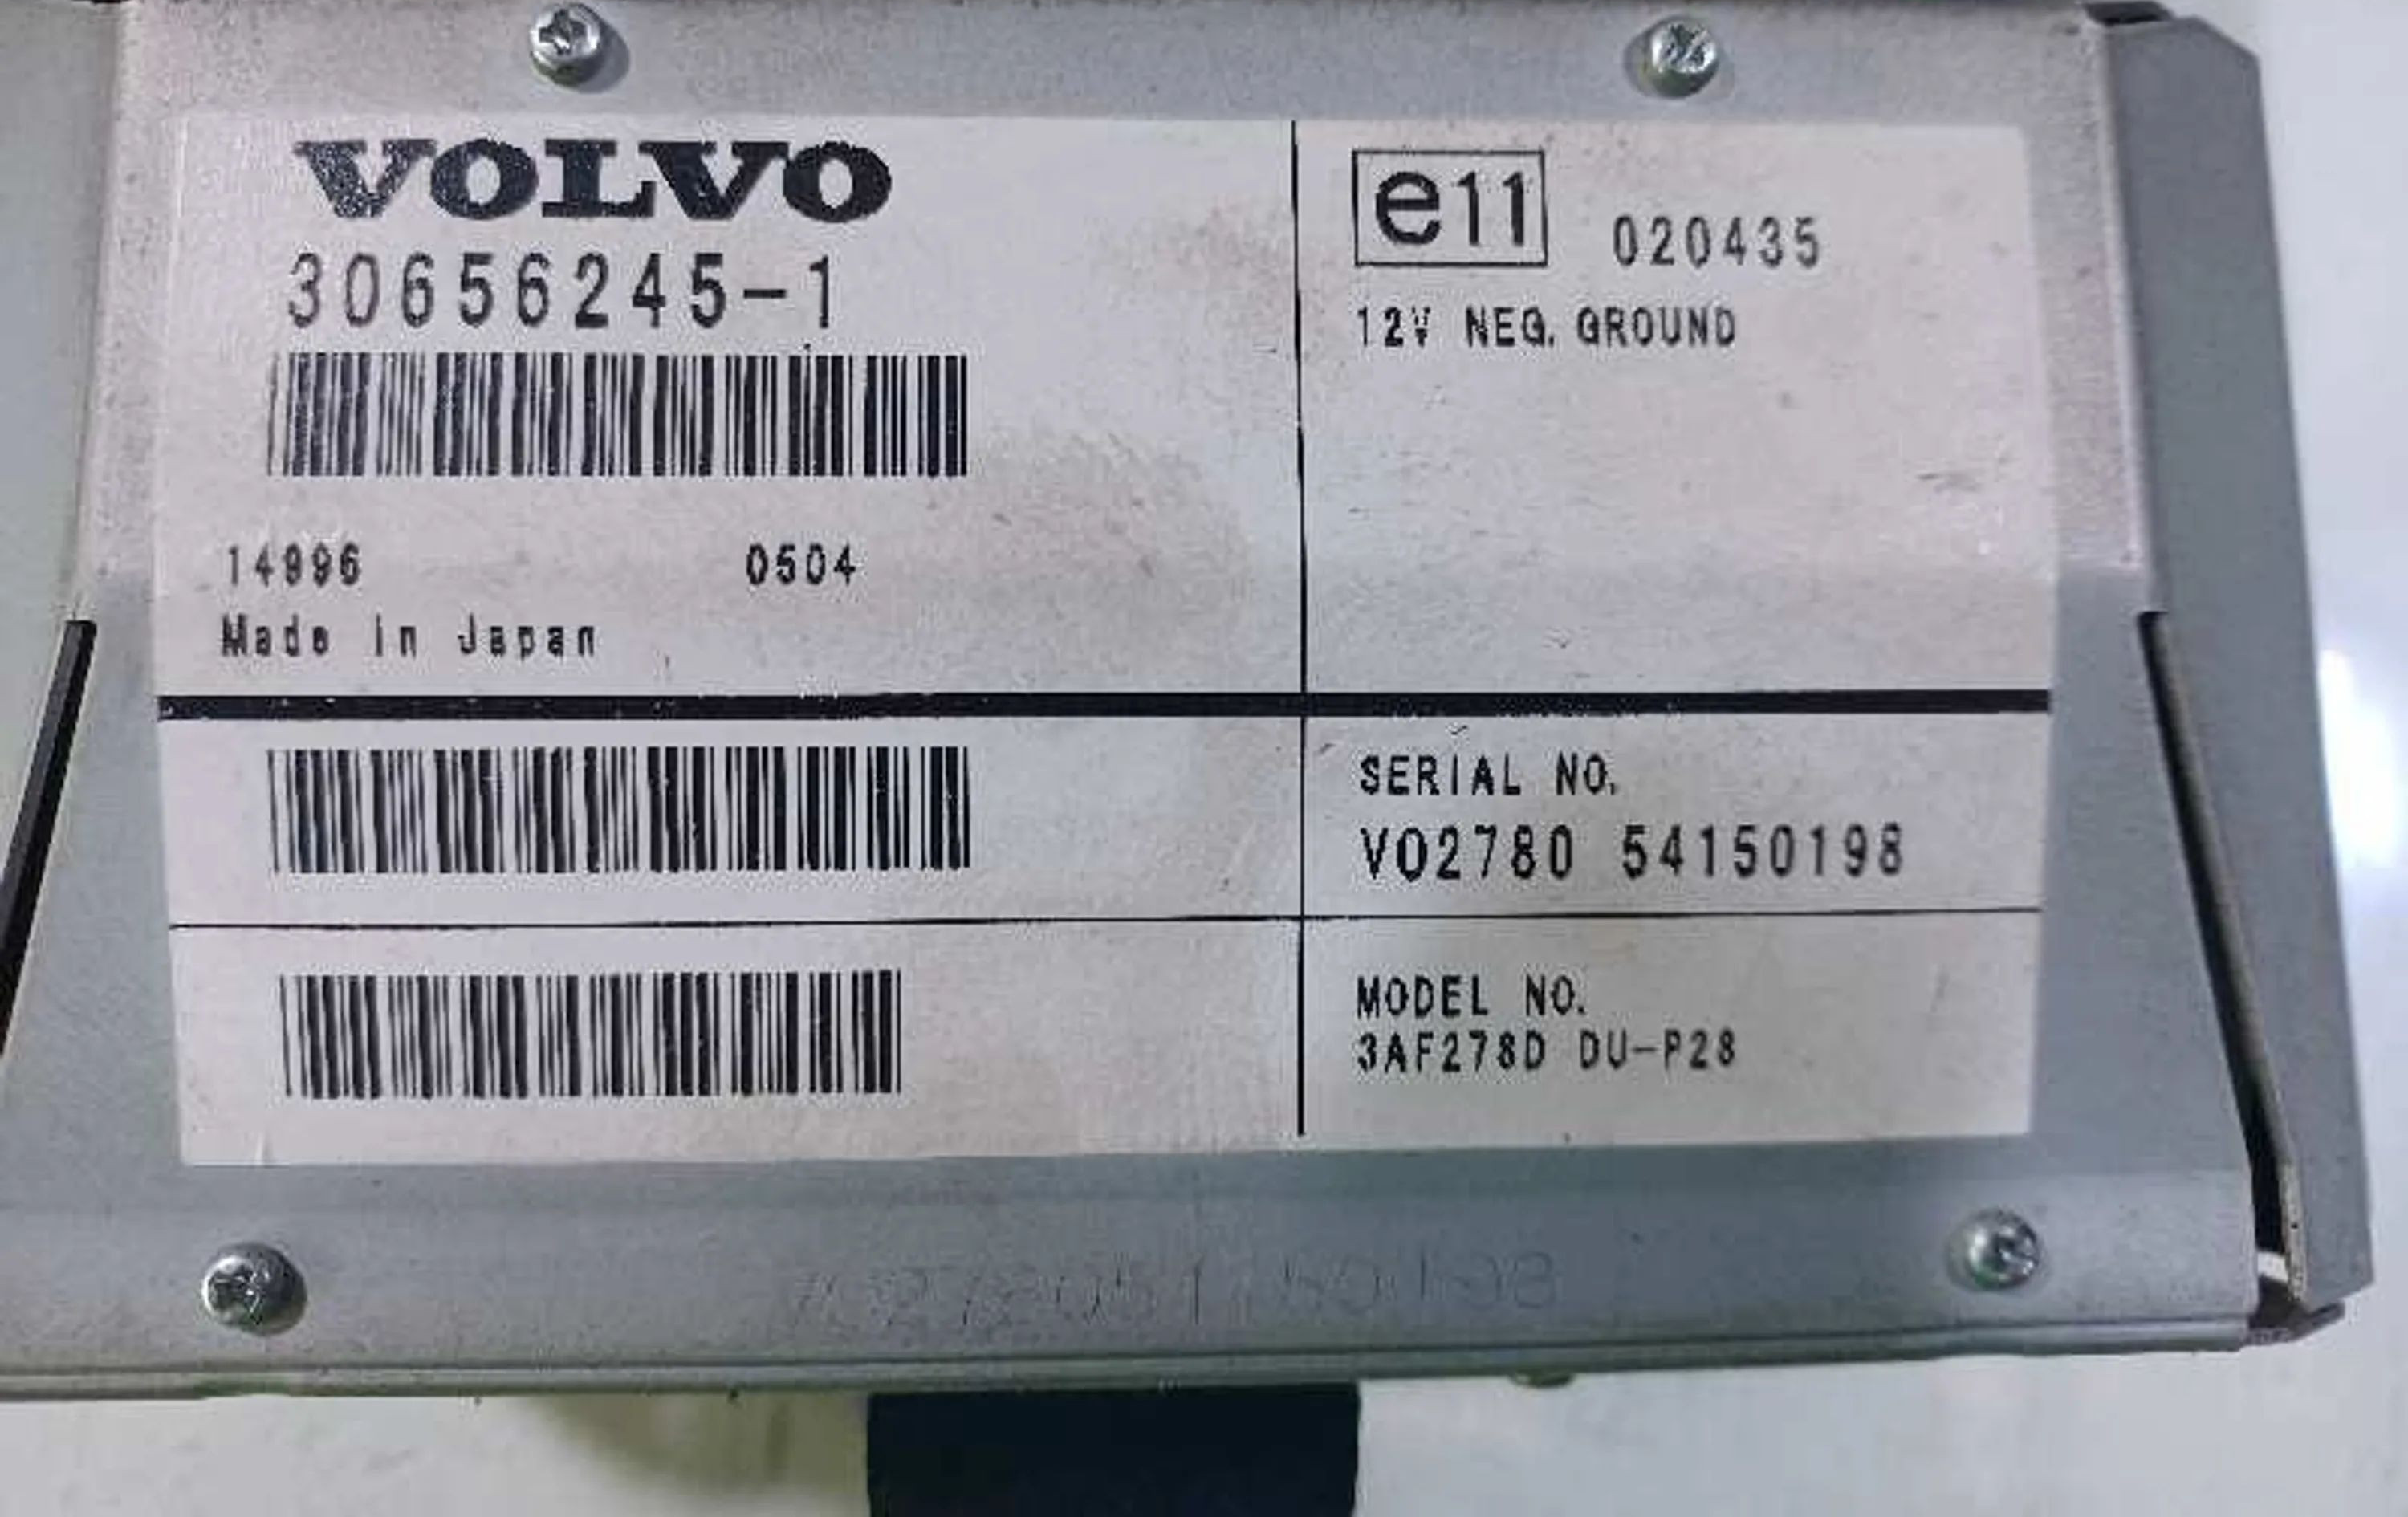 VOLVO
30656245-1
14996 0504
Made in Japan
e11 020435
12V NEG. GROUND
SERIAL NO.
VO2780 54150198
MODEL NO.
3AF278D DU-P28